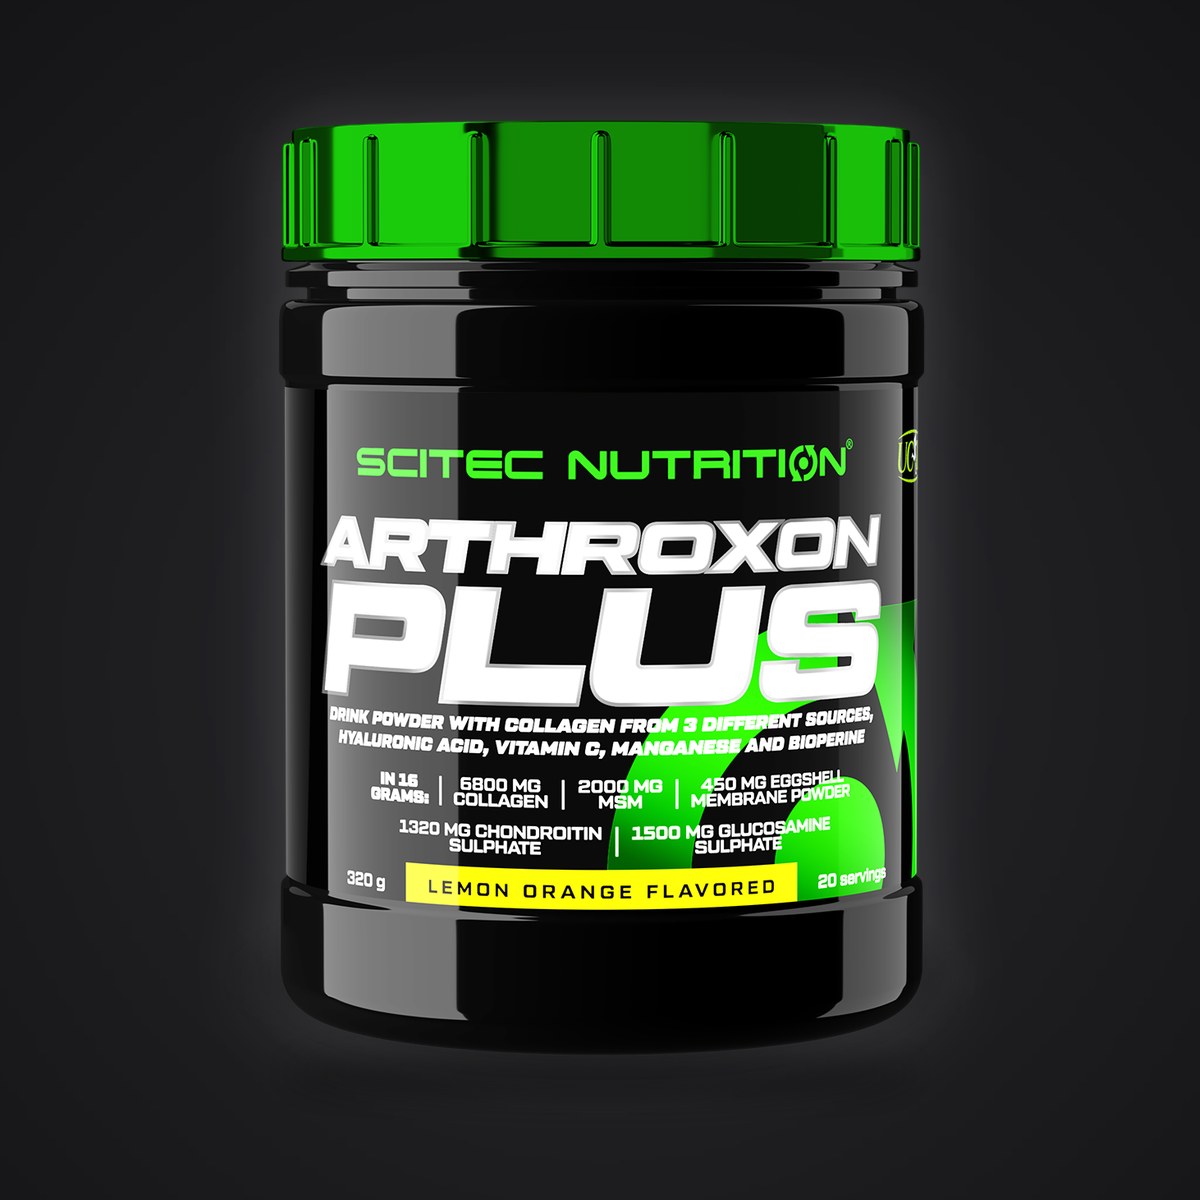 SCITEC NUTRITION®
ARTHROXON
PLUS
DRINK POWDER WITH COLLAGEN FROM 3 DIFFERENT SOURCES,
HYALURONIC ACID, VITAMIN C, MANGANESE AND BIOPERINE
IN 16 GRAMS:
6800 MG COLLAGEN
2000 MG MSM
450 MG EGGSHELL MEMBRANE POWDER
1320 MG CHONDROITIN SULPHATE
1500 MG GLUCOSAMINE SULPHATE
320 g
LEMON ORANGE FLAVORED
20 servings